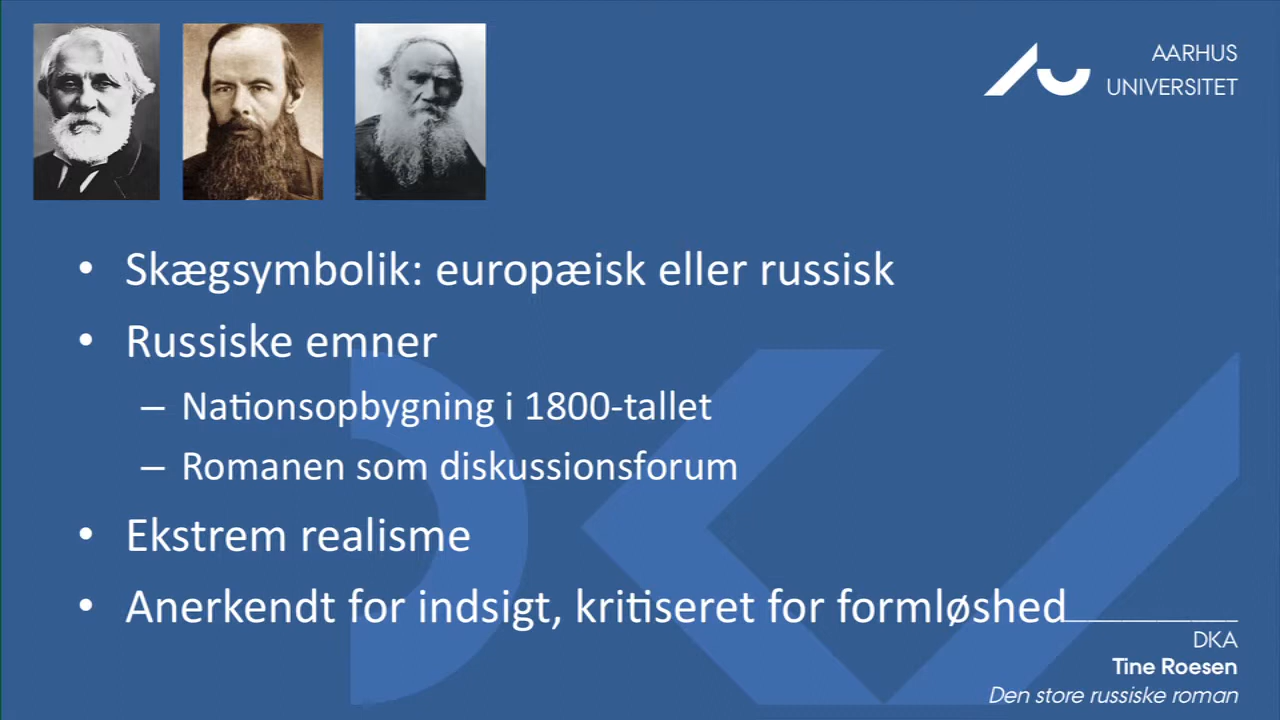 AARHUS
UNIVERSITET
• Skægsymbolik: europæisk eller russisk
• Russiske emner
– Nationsopbygning i 1800-tallet
– Romanen som diskussionsforum
• Ekstrem realisme
• Anerkendt for indsigt, kritiseret for formløshed
DKA
Tine Roesen
Den store russiske roman